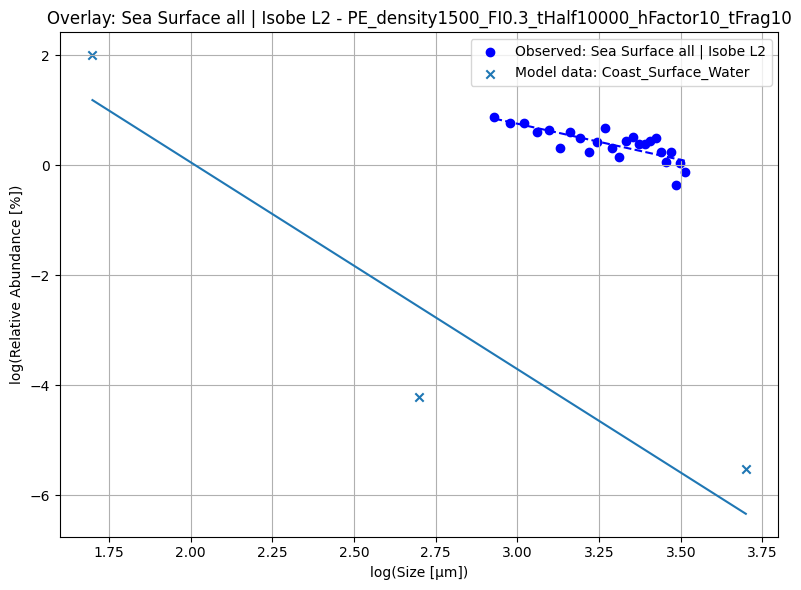 Overlay: Sea Surface all | Isobe L2 - PE_density1500_FI0.3_tHalf10000_hFactor10_tFrag10
Observed: Sea Surface all | Isobe L2
Model data: Coast_Surface_Water
log(Relative Abundance [%])
2
0
−2
−4
−6
1.75 2.00 2.25 2.50 2.75 3.00 3.25 3.50 3.75
log(Size [μm])